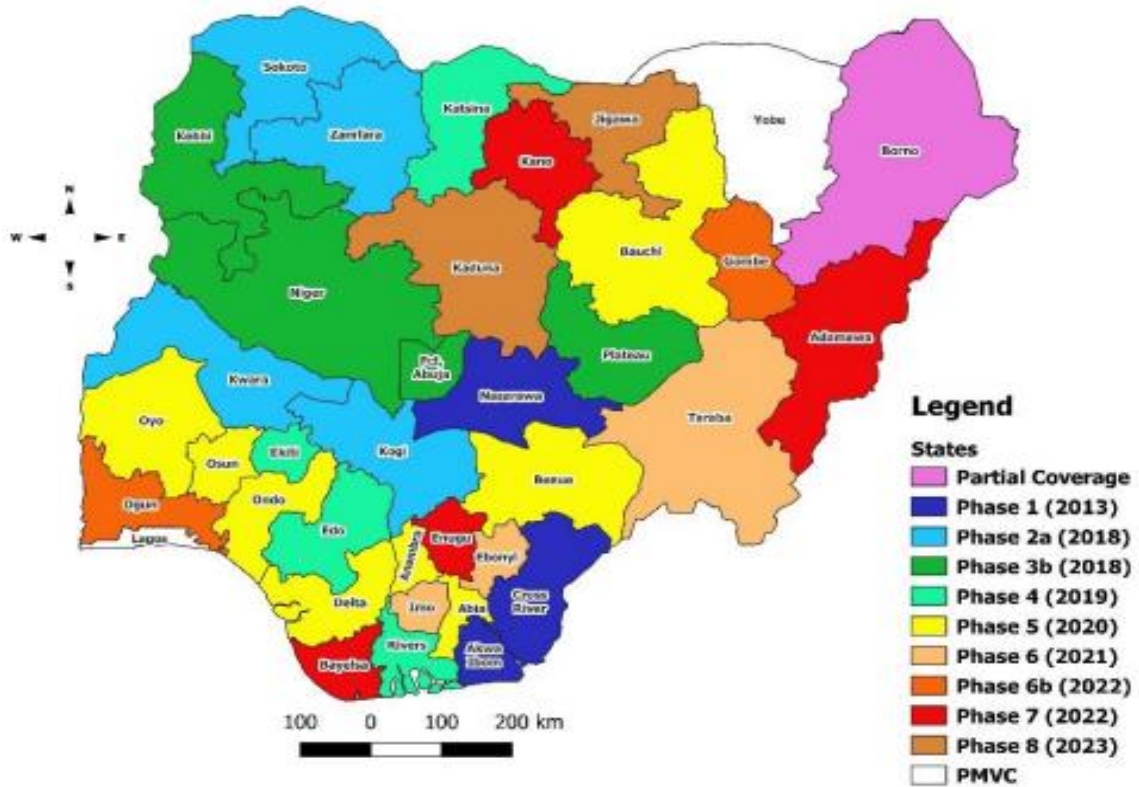 Sokoto
Katsina
Jigawa
Yobe
Kebbi
Zamfara
Kano
Borno
N
W E
S
Bauchi
Gombe
Kaduna
Niger
Adamawa
Plateau
Fct,
Abuja
Kwara
Nasarawa
Taraba
Oyo
Kogi
Ekiti
Osun
Benue
Ondo
Ogun
Edo
Lagos
Enugu
Anambra
Ebonyi
Delta
Imo
Abia
Cross
River
Rivers
Akwa
Ibom
Bayelsa
100 0 100 200 km
Legend
States
Partial Coverage
Phase 1 (2013)
Phase 2a (2018)
Phase 3b (2018)
Phase 4 (2019)
Phase 5 (2020)
Phase 6 (2021)
Phase 6b (2022)
Phase 7 (2022)
Phase 8 (2023)
PMVC